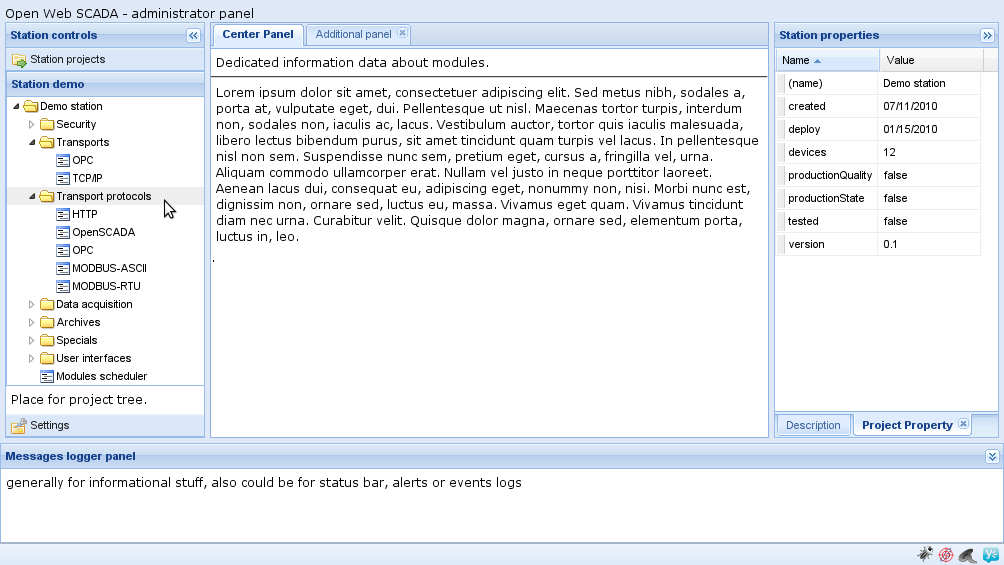 Open Web SCADA - administrator panel
Station controls
Station projects
Station demo
Demo station
Security
Transports
OPC
TCP/IP
Transport protocols
HTTP
OpenSCADA
OPC
MODBUS-ASCII
MODBUS-RTU
Data acquisition
Archives
Specials
User interfaces
Modules scheduler
Place for project tree.
Settings
Center Panel
Additional panel
Dedicated information data about modules.
Lorem ipsum dolor sit amet, consectetuer adipiscing elit. Sed metus nibh, sodales a,
porta at, vulputate eget, dui. Pellentesque ut nisl. Maecenas tortor turpis, interdum
non, sodales non, iaculis ac, lacus. Vestibulum auctor, tortor quis iaculis malesuada,
libero lectus bibendum purus, sit amet tincidunt quam turpis vel lacus. In pellentesque
nisl non sem. Suspendisse nunc sem, pretium eget, cursus a, fringilla vel, urna.
Aliquam commodo ullamcorper erat. Nullam vel justo in neque porttitor laoreet.
Aenean lacus dui, consequat eu, adipiscing eget, nonummy non, nisi. Morbi nunc est,
dignissim non, ornare sed, luctus eu, massa. Vivamus eget quam. Vivamus tincidunt
diam nec urna. Curabitur velit. Quisque dolor magna, ornare sed, elementum porta,
luctus in, leo.
.
Station properties
Name Value
(name) Demo station
created 07/11/2010
deploy 01/15/2010
devices 12
productionQuality false
productionState false
tested false
version 0.1
Description
Project Property
Messages logger panel
generally for informational stuff, also could be for status bar, alerts or events logs